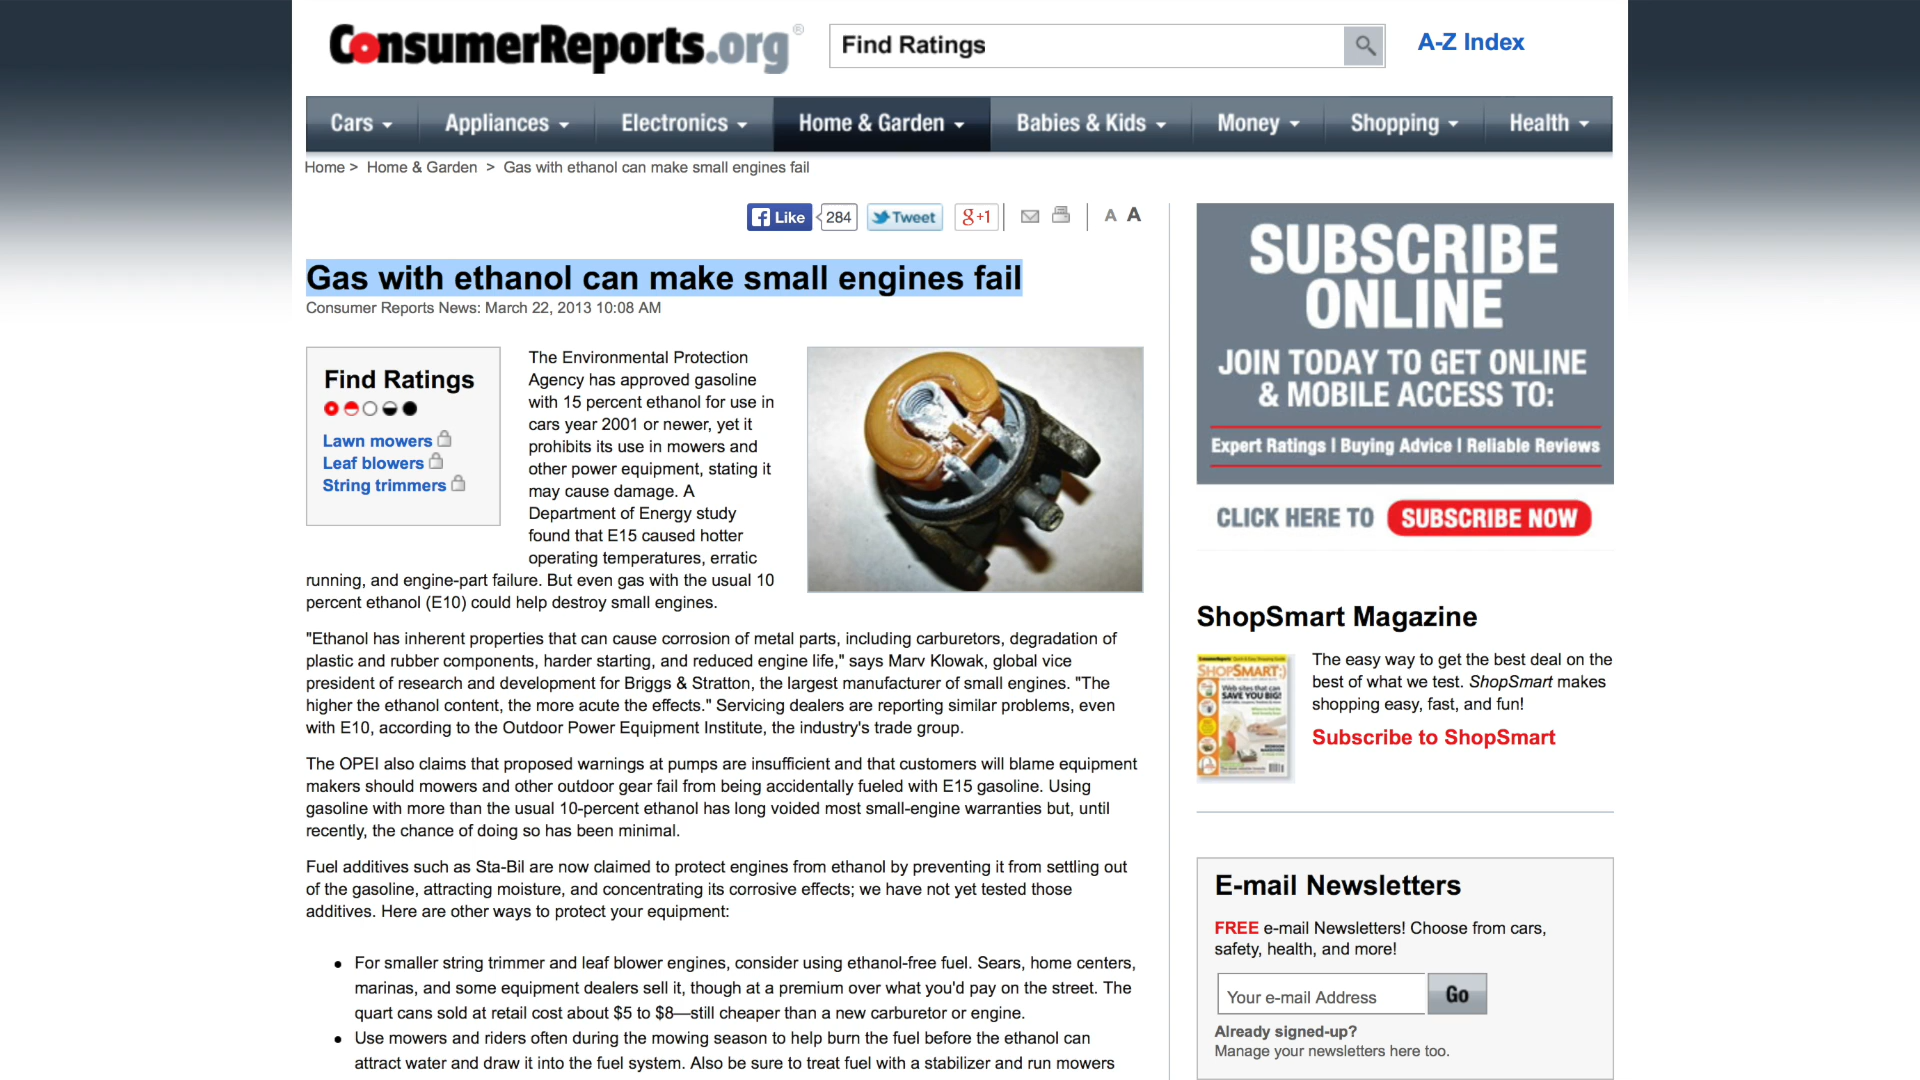 ConsumerReports.org®
Find Ratings
A-Z Index
Cars
Appliances
Electronics
Home & Garden
Babies & Kids
Money
Shopping
Health
Home > Home & Garden > Gas with ethanol can make small engines fail
Like
284
Tweet
g+1
A A
Gas with ethanol can make small engines fail
Consumer Reports News: March 22, 2013 10:08 AM
Find Ratings
Lawn mowers
Leaf blowers
String trimmers
The Environmental Protection
Agency has approved gasoline
with 15 percent ethanol for use in
cars year 2001 or newer, yet it
prohibits its use in mowers and
other power equipment, stating it
may cause damage. A
Department of Energy study
found that E15 caused hotter
operating temperatures, erratic
running, and engine-part failure. But even gas with the usual 10
percent ethanol (E10) could help destroy small engines.
"Ethanol has inherent properties that can cause corrosion of metal parts, including carburetors, degradation of
plastic and rubber components, harder starting, and reduced engine life," says Marv Klowak, global vice
president of research and development for Briggs & Stratton, the largest manufacturer of small engines. "The
higher the ethanol content, the more acute the effects." Servicing dealers are reporting similar problems, even
with E10, according to the Outdoor Power Equipment Institute, the industry's trade group.
The OPEI also claims that proposed warnings at pumps are insufficient and that customers will blame equipment
makers should mowers and other outdoor gear fail from being accidentally fueled with E15 gasoline. Using
gasoline with more than the usual 10-percent ethanol has long voided most small-engine warranties but, until
recently, the chance of doing so has been minimal.
Fuel additives such as Sta-Bil are now claimed to protect engines from ethanol by preventing it from settling out
of the gasoline, attracting moisture, and concentrating its corrosive effects; we have not yet tested those
additives. Here are other ways to protect your equipment:
• For smaller string trimmer and leaf blower engines, consider using ethanol-free fuel. Sears, home centers,
marinas, and some equipment dealers sell it, though at a premium over what you'd pay on the street. The
quart cans sold at retail cost about $5 to $8—still cheaper than a new carburetor or engine.
• Use mowers and riders often during the mowing season to help burn the fuel before the ethanol can
attract water and draw it into the fuel system. Also be sure to treat fuel with a stabilizer and run mowers
SUBSCRIBE
ONLINE
JOIN TODAY TO GET ONLINE
& MOBILE ACCESS TO:
Expert Ratings | Buying Advice | Reliable Reviews
CLICK HERE TO SUBSCRIBE NOW
ShopSmart Magazine
SHOPSMART;)
Web sites that can
SAVE YOU BIG!
The easy way to get the best deal on the
best of what we test. ShopSmart makes
shopping easy, fast, and fun!
Subscribe to ShopSmart
E-mail Newsletters
FREE e-mail Newsletters! Choose from cars,
safety, health, and more!
Your e-mail Address
Go
Already signed-up?
Manage your newsletters here too.